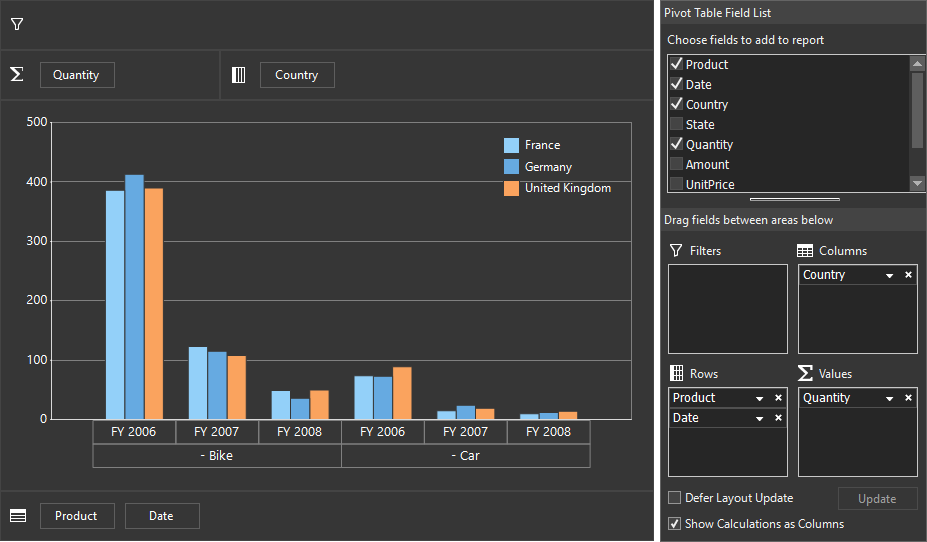 Quantity
Country
500
400
300
200
100
0
France
Germany
United Kingdom
FY 2006
FY 2007
FY 2008
FY 2006
FY 2007
FY 2008
- Bike
- Car
Product
Date
Pivot Table Field List
Choose fields to add to report
Product
Date
Country
State
Quantity
Amount
UnitPrice
Drag fields between areas below
Filters
Columns
Country
Rows
Values
Product
Date
Quantity
Defer Layout Update
Update
Show Calculations as Columns